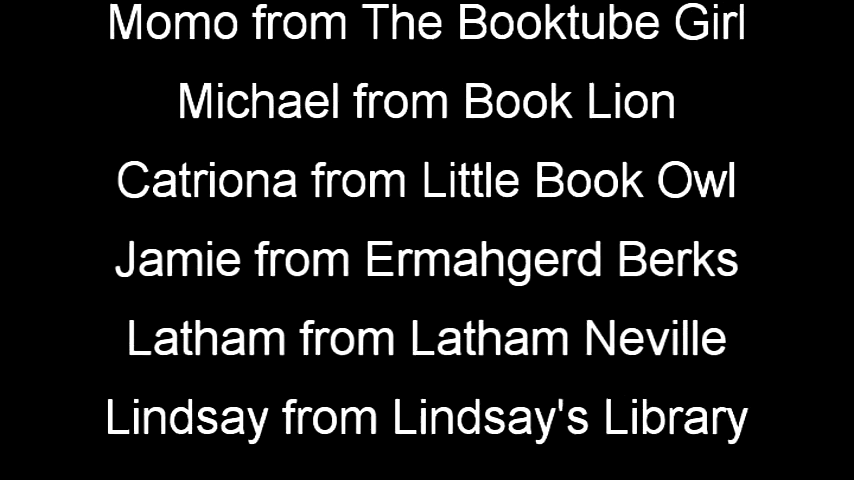 Momo from The Booktube Girl
Michael from Book Lion
Catriona from Little Book Owl
Jamie from Ermahgerd Berks
Latham from Latham Neville
Lindsay from Lindsay's Library